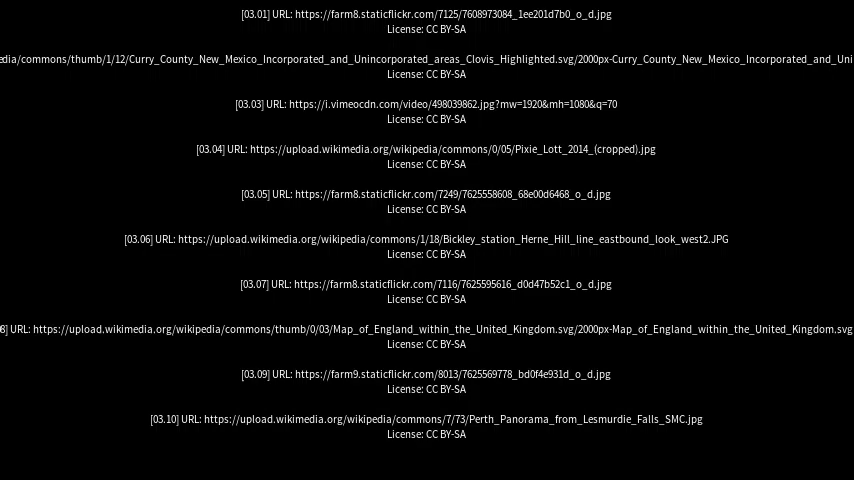 [03.01] URL: https://farm8.staticflickr.com/7125/7608973084_1ee201d7b0_o_d.jpg
License: CC BY-SA
edia/commons/thumb/1/12/Curry_County_New_Mexico_Incorporated_and_Unincorporated_areas_Clovis_Highlighted.svg/2000px-Curry_County_New_Mexico_Incorporated_and_Uni
License: CC BY-SA
[03.03] URL: https://i.vimeocdn.com/video/498039862.jpg?mw=1920&mh=1080&q=70
License: CC BY-SA
[03.04] URL: https://upload.wikimedia.org/wikipedia/commons/0/05/Pixie_Lott_2014_(cropped).jpg
License: CC BY-SA
[03.05] URL: https://farm8.staticflickr.com/7249/7625558608_68e00d6468_o_d.jpg
License: CC BY-SA
[03.06] URL: https://upload.wikimedia.org/wikipedia/commons/1/18/Bickley_station_Herne_Hill_line_eastbound_look_west2.JPG
License: CC BY-SA
[03.07] URL: https://farm8.staticflickr.com/7116/7625595616_d0d47b52c1_o_d.jpg
License: CC BY-SA
8] URL: https://upload.wikimedia.org/wikipedia/commons/thumb/0/03/Map_of_England_within_the_United_Kingdom.svg/2000px-Map_of_England_within_the_United_Kingdom.svg
License: CC BY-SA
[03.09] URL: https://farm9.staticflickr.com/8013/7625569778_bd0f4e931d_o_d.jpg
License: CC BY-SA
[03.10] URL: https://upload.wikimedia.org/wikipedia/commons/7/73/Perth_Panorama_from_Lesmurdie_Falls_SMC.jpg
License: CC BY-SA